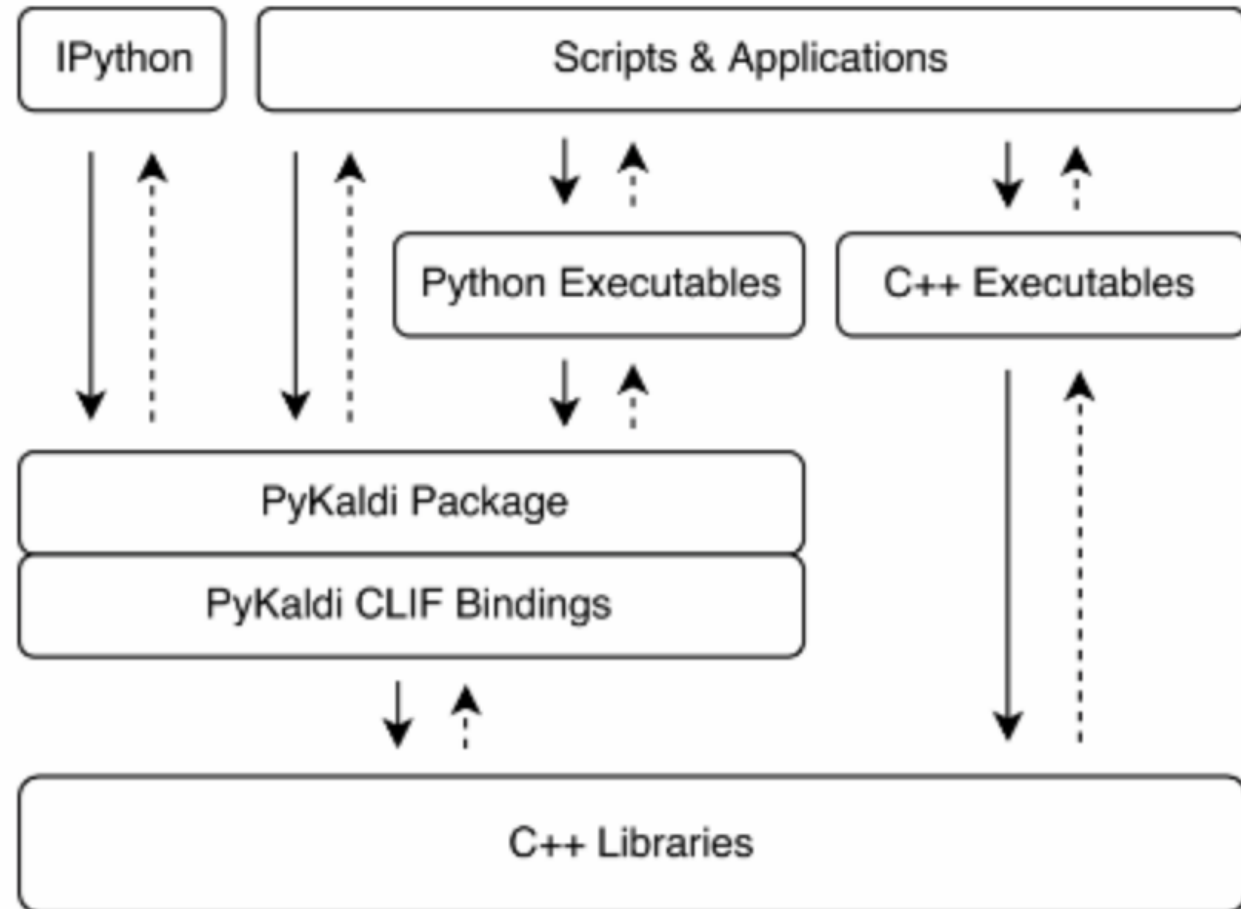 IPython
Scripts & Applications
Python Executables
C++ Executables
PyKaldi Package
PyKaldi CLIF Bindings
C++ Libraries